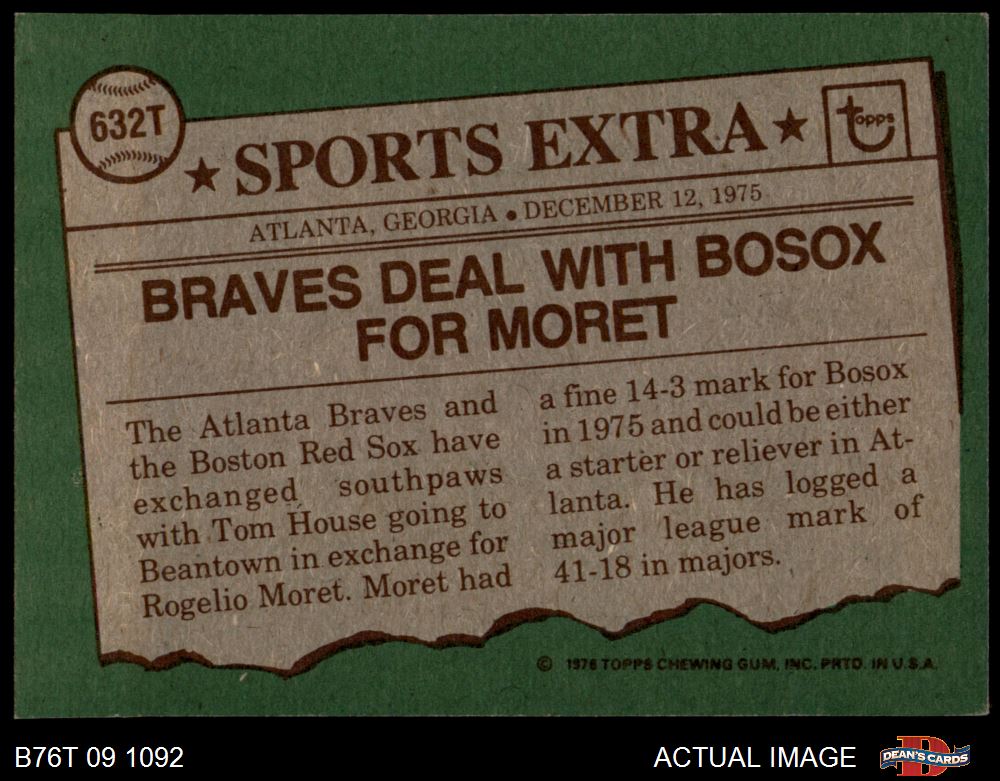 632T
★ SPORTS EXTRA ★
topps
ATLANTA, GEORGIA • DECEMBER 12, 1975
BRAVES DEAL WITH BOSOX
FOR MORET
The Atlanta Braves and
the Boston Red Sox have
exchanged southpaws
with Tom House going to
Beantown in exchange for
Rogelio Moret. Moret had
a fine 14-3 mark for Bosox
in 1975 and could be either
a starter or reliever in At-
lanta. He has logged a
major league mark of
41-18 in majors.
© 1976 TOPPS CHEWING GUM, INC. PRTD. IN U.S.A.
B76T 09 1092
ACTUAL IMAGE
DEAN'S CARDS